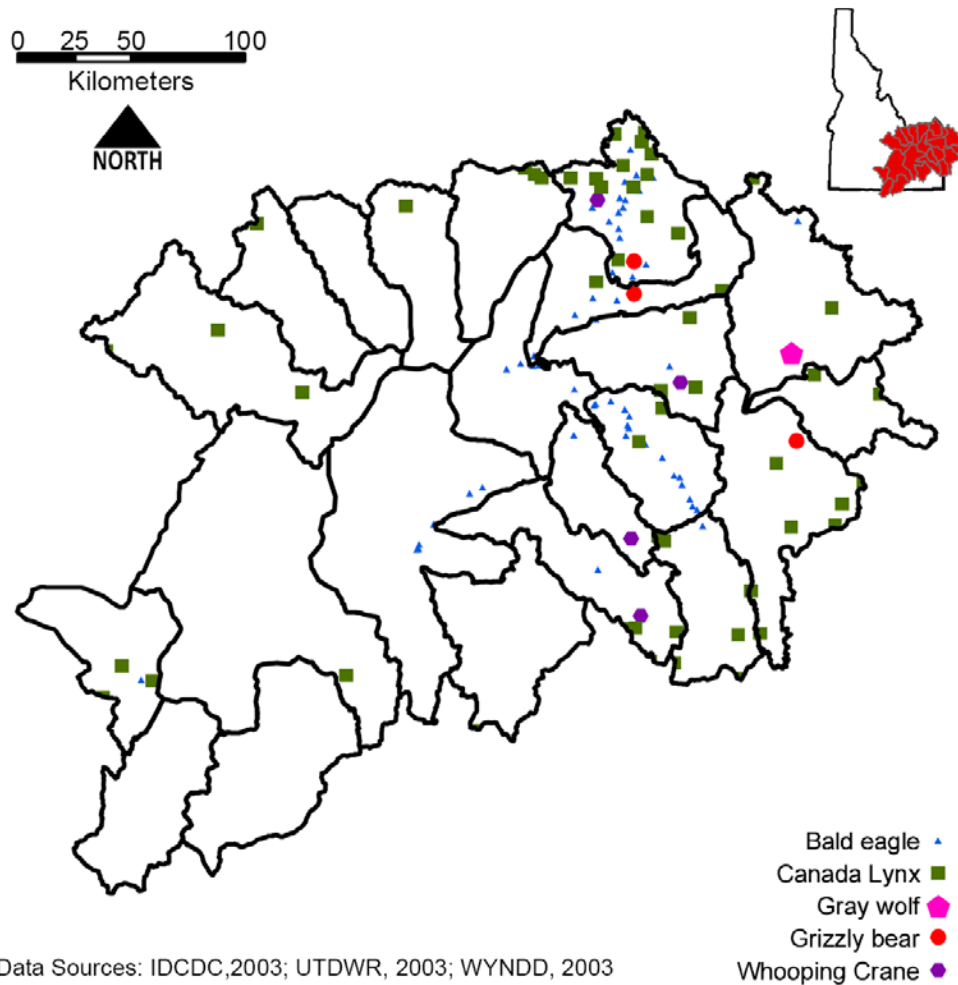 0 25 50 100
Kilometers
NORTH
Bald eagle
Canada Lynx
Gray wolf
Grizzly bear
Whooping Crane
Data Sources: IDCDC,2003; UTDWR, 2003; WYNDD, 2003